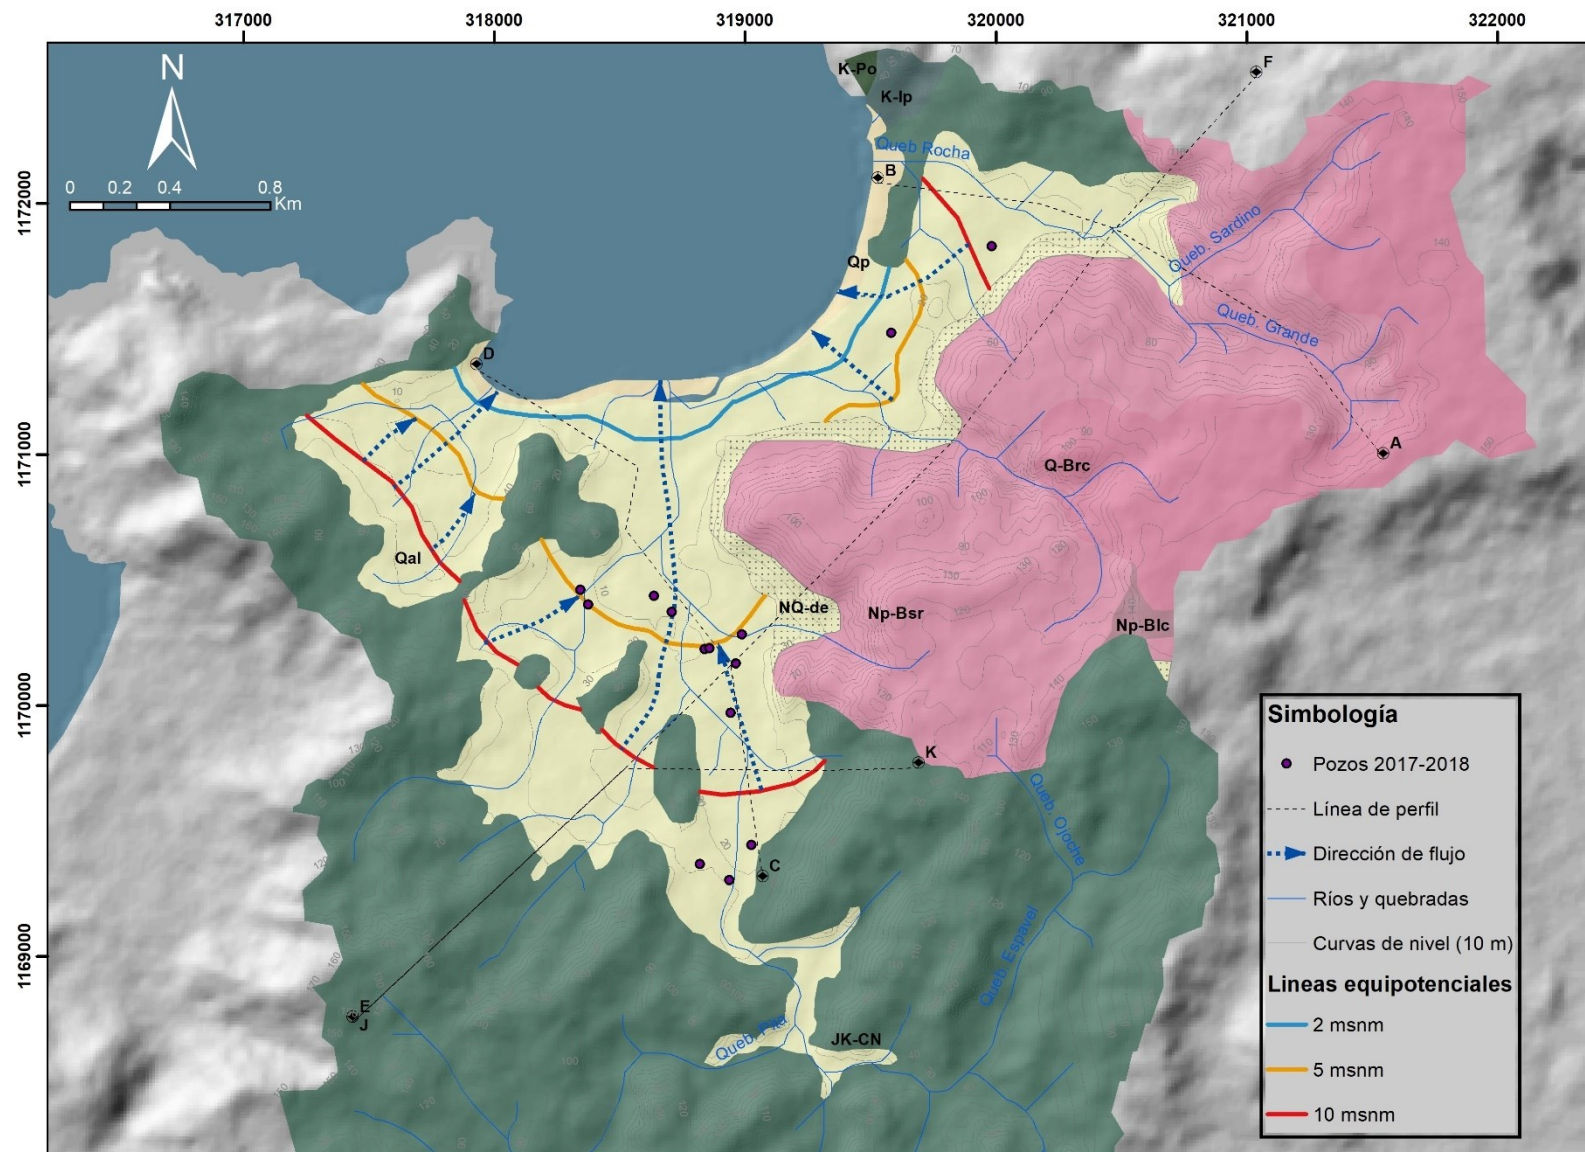 317000 318000 319000 320000 321000 322000
1172000
1171000
1170000
1169000
N
0 0.2 0.4 0.8
Km
K-Po
K-Ip
F
Queb Rocha
B
Qp
Queb. Sardino
Queb. Grande
D
A
Q-Brc
Qal
NQ-de
Np-Bsr
Np-Blc
K
Queb. Ojoche
C
Queb. Espavel
E
J
JK-CN
Simbología
Pozos 2017-2018
Línea de perfil
Dirección de flujo
Ríos y quebradas
Curvas de nivel (10 m)
Lineas equipotenciales
2 msnm
5 msnm
10 msnm